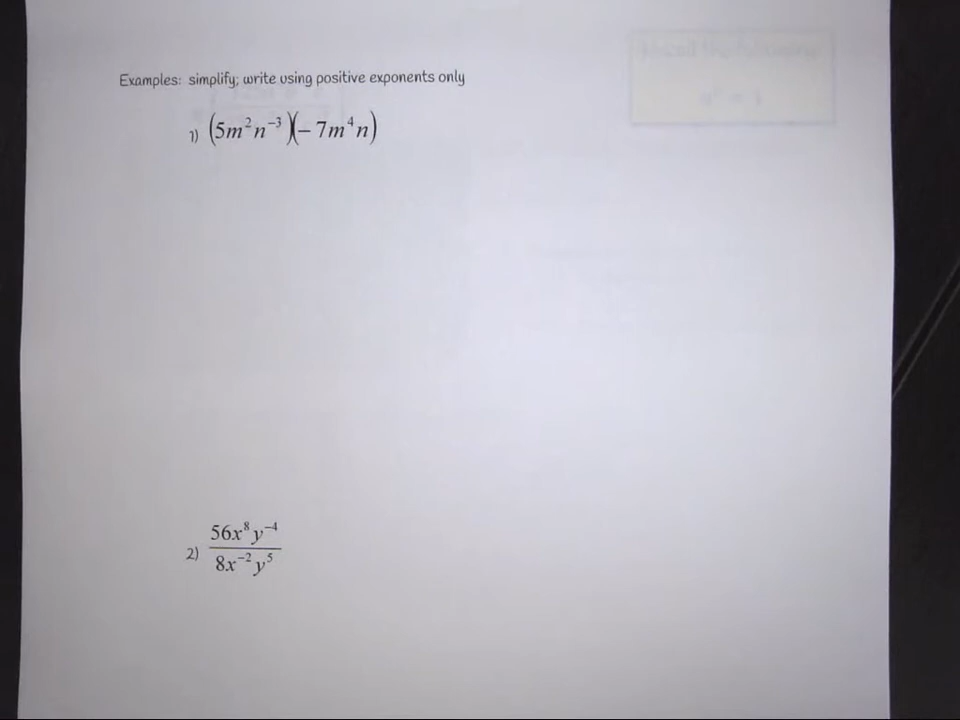 Examples: simplify; write using positive exponents only
1) (5m²n⁻³)(−7m⁴n)
2) 56x⁸y⁻⁴
8x⁻²y⁵